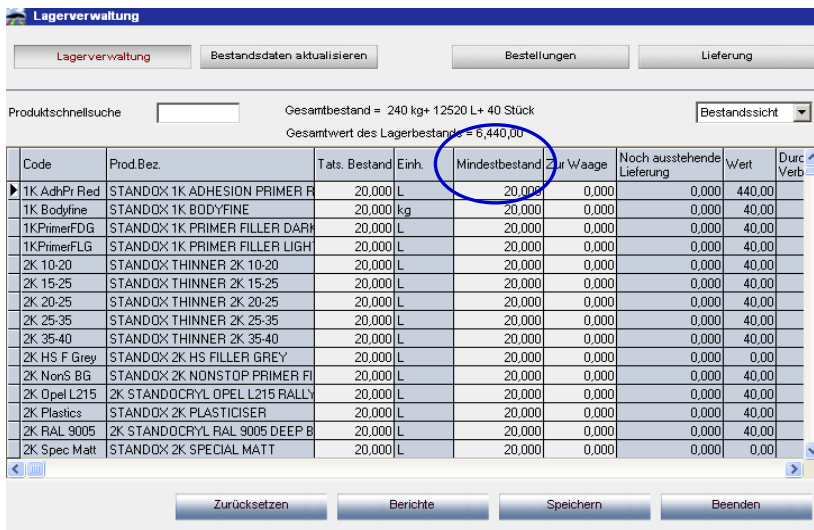 Lagerverwaltung
Lagerverwaltung Bestandsdaten aktualisieren Bestellungen Lieferung
Produktschnellsuche Gesamtbestand = 240 kg+ 12520 L+ 40 Stück Bestandssicht
Gesamtwert des Lagerbestands = 6,440,00
Code Prod.Bez. Tats. Bestand Einh. Mindestbestand Zur Waage Noch ausstehende Lieferung Wert Durc Verb
1K AdhPr Red STANDOX 1K ADHESION PRIMER R 20,000 L 20,000 0,000 0,000 440,00
1K Bodyfine STANDOX 1K BODYFINE 20,000 kg 20,000 0,000 0,000 40,00
1KPrimerFDG STANDOX 1K PRIMER FILLER DARK 20,000 L 20,000 0,000 0,000 40,00
1KPrimerFLG STANDOX 1K PRIMER FILLER LIGH 20,000 L 20,000 0,000 0,000 40,00
2K 10-20 STANDOX THINNER 2K 10-20 20,000 L 20,000 0,000 0,000 40,00
2K 15-25 STANDOX THINNER 2K 15-25 20,000 L 20,000 0,000 0,000 40,00
2K 20-25 STANDOX THINNER 2K 20-25 20,000 L 20,000 0,000 0,000 40,00
2K 25-35 STANDOX THINNER 2K 25-35 20,000 L 20,000 0,000 0,000 40,00
2K 35-40 STANDOX THINNER 2K 35-40 20,000 L 20,000 0,000 0,000 40,00
2K HS F Grey STANDOX 2K HS FILLER GREY 20,000 L 20,000 0,000 0,000 0,00
2K NonS BG STANDOX 2K NONSTOP PRIMER FI 20,000 L 20,000 0,000 0,000 40,00
2K Opel L215 2K STANDOCRYL OPEL L215 RALLY 20,000 L 20,000 0,000 0,000 40,00
2K Plastics STANDOX 2K PLASTICISER 20,000 L 20,000 0,000 0,000 40,00
2K RAL 9005 2K STANDOCRYL RAL 9005 DEEP B 20,000 L 20,000 0,000 0,000 40,00
2K Spec Matt STANDOX 2K SPECIAL MATT 20,000 L 20,000 0,000 0,000 0,00
Zurücksetzen Berichte Speichern Beenden